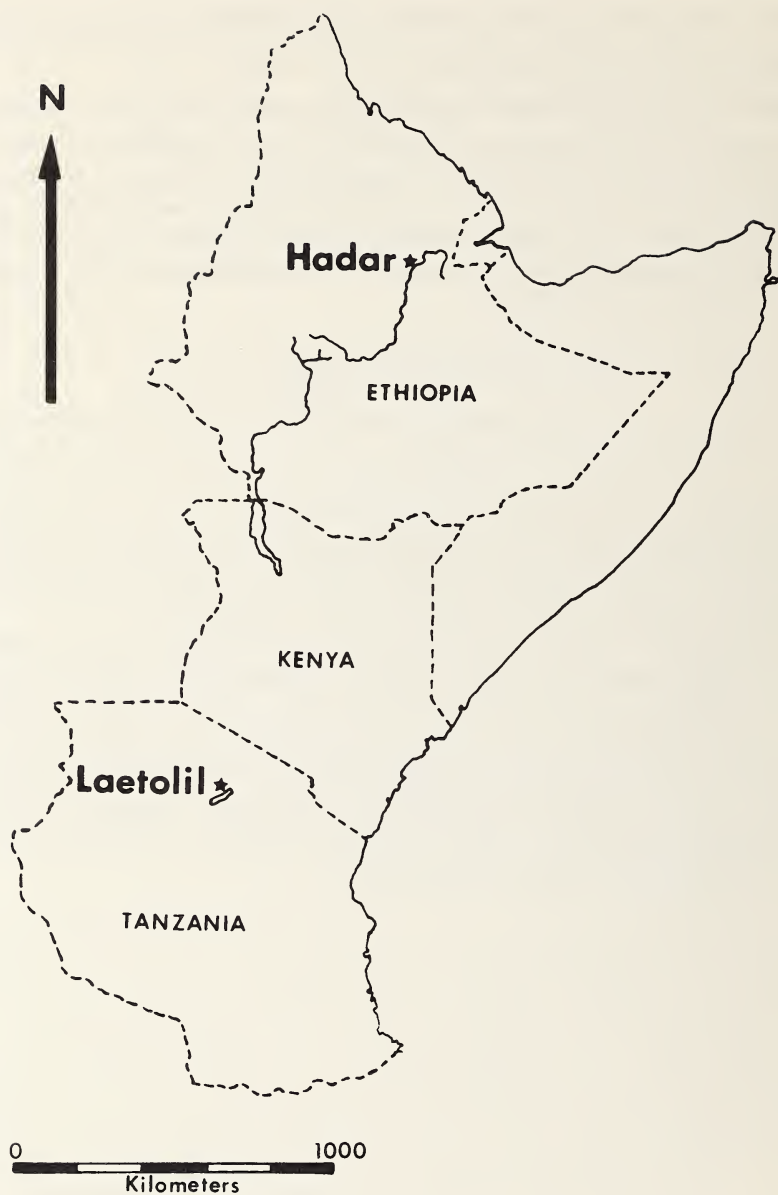 N
Hadar
ETHIOPIA
KENYA
Laetolil
TANZANIA
0 1000
Kilometers